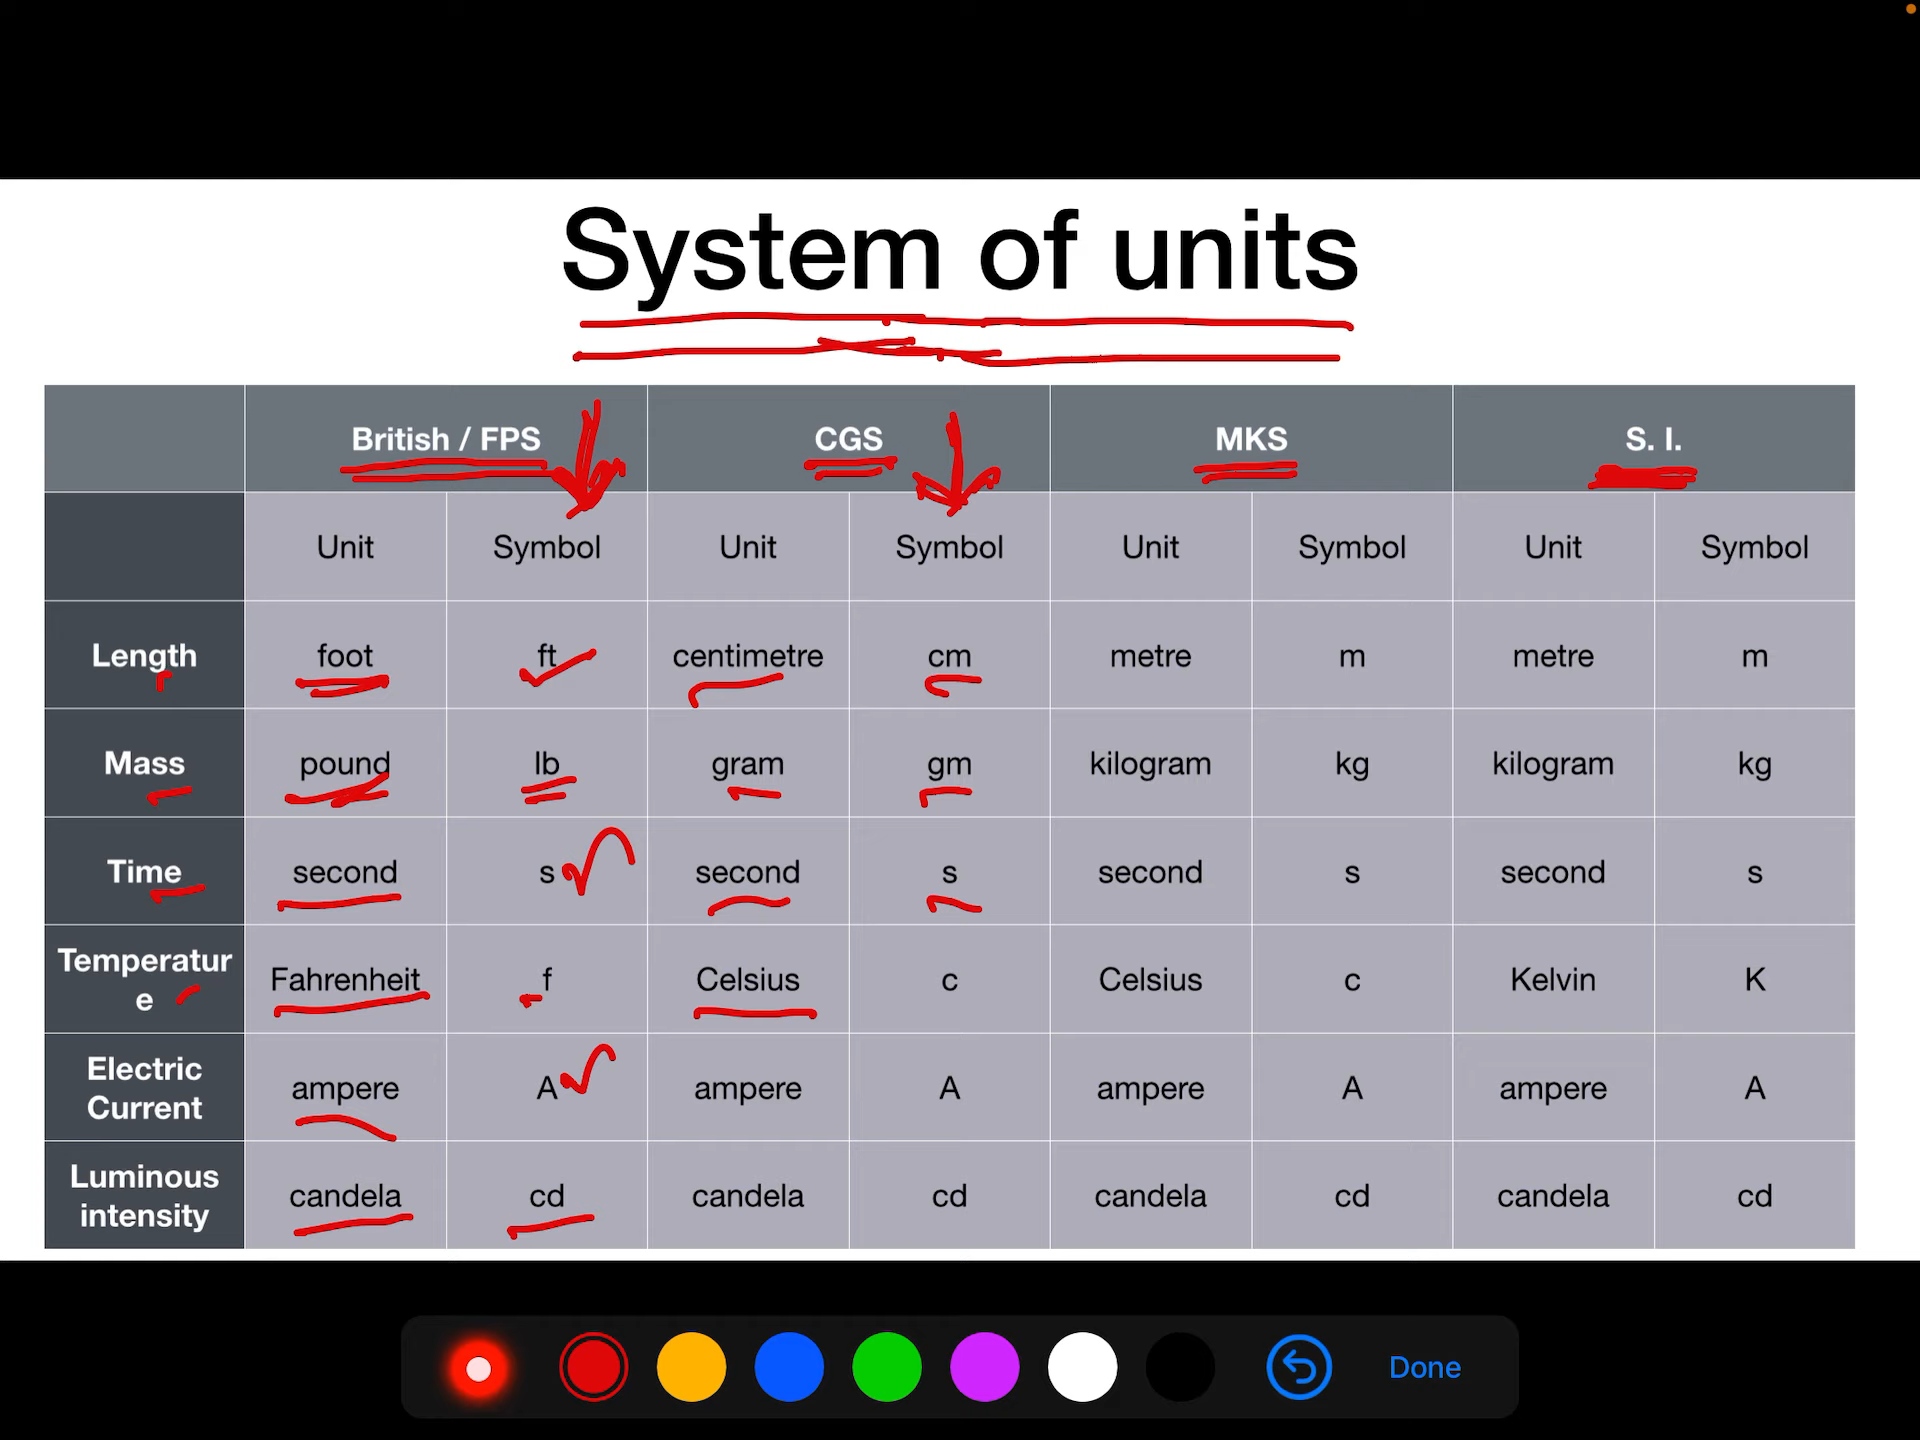 System of units
British / FPS CGS MKS S. I.
Unit Symbol Unit Symbol Unit Symbol Unit Symbol
Length foot ft centimetre cm metre m metre m
Mass pound lb gram gm kilogram kg kilogram kg
Time second s second s second s second s
Temperatur
e Fahrenheit f Celsius c Celsius c Kelvin K
Electric
Current ampere A ampere A ampere A ampere A
Luminous
intensity candela cd candela cd candela cd candela cd
Done